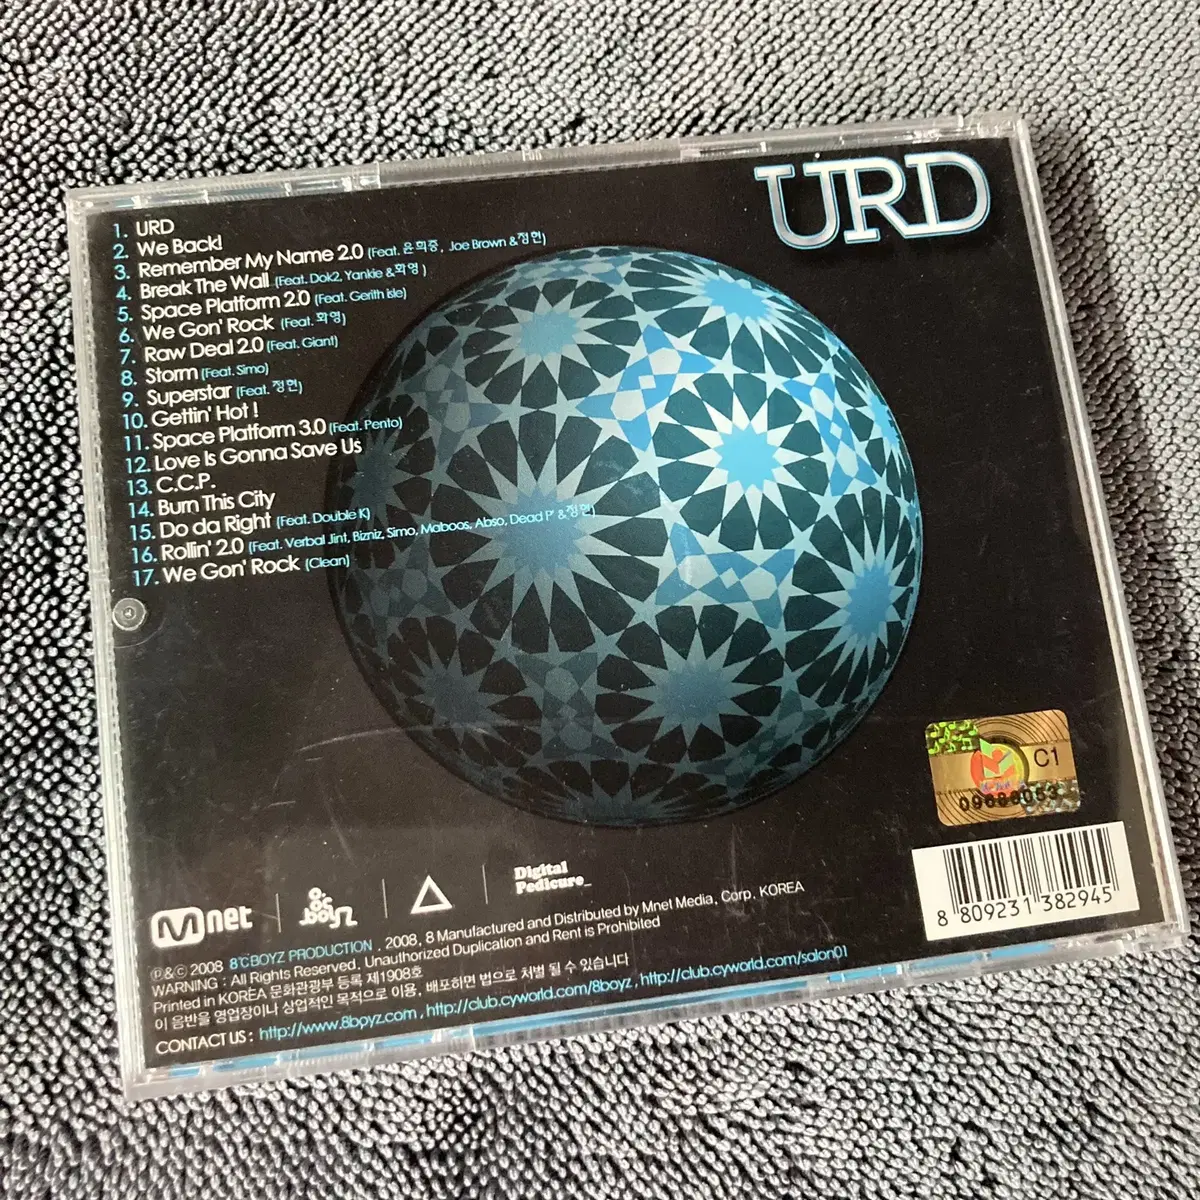 URD
1. URD
2. We Back!
3. Remember My Name 2.0 (Feat. 윤희중, Joe Brown & 정현)
4. Break The Wall (Feat. Dok2, Yankie & 화영)
5. Space Platform 2.0 (Feat. Gerith isle)
6. We Gon' Rock (Feat. 화영)
7. Raw Deal 2.0 (Feat. Giant)
8. Storm (Feat. Simo)
9. Superstar (Feat. 정현)
10. Gettin' Hot !
11. Space Platform 3.0 (Feat. Pento)
12. Love Is Gonna Save Us
13. C.C.P.
14. Burn This City
15. Do da Right (Feat. Double K)
16. Rollin' 2.0 (Feat. Verbal Jint, Bizniz, Simo, Maboos, Abso, Dead P' & 정현)
17. We Gon' Rock (Clean)
C1
Mnet
8°C boyz
Digital
Pedicure_
8 809231 382945
℗&© 2008 8℃BOYZ PRODUCTION . 2008. 8 Manufactured and Distributed by Mnet Media, Corp. KOREA
WARNING : All Rights Reserved. Unauthorized Duplication and Rent is Prohibited
Printed in KOREA 문화관광부 등록 제1908호
이 음반을 영업장이나 상업적인 목적으로 이용, 배포하면 법으로 처벌 될 수 있습니다
CONTACT US : http://www.8boyz.com , http://club.cyworld.com/8boyz , http://club.cyworld.com/salon01